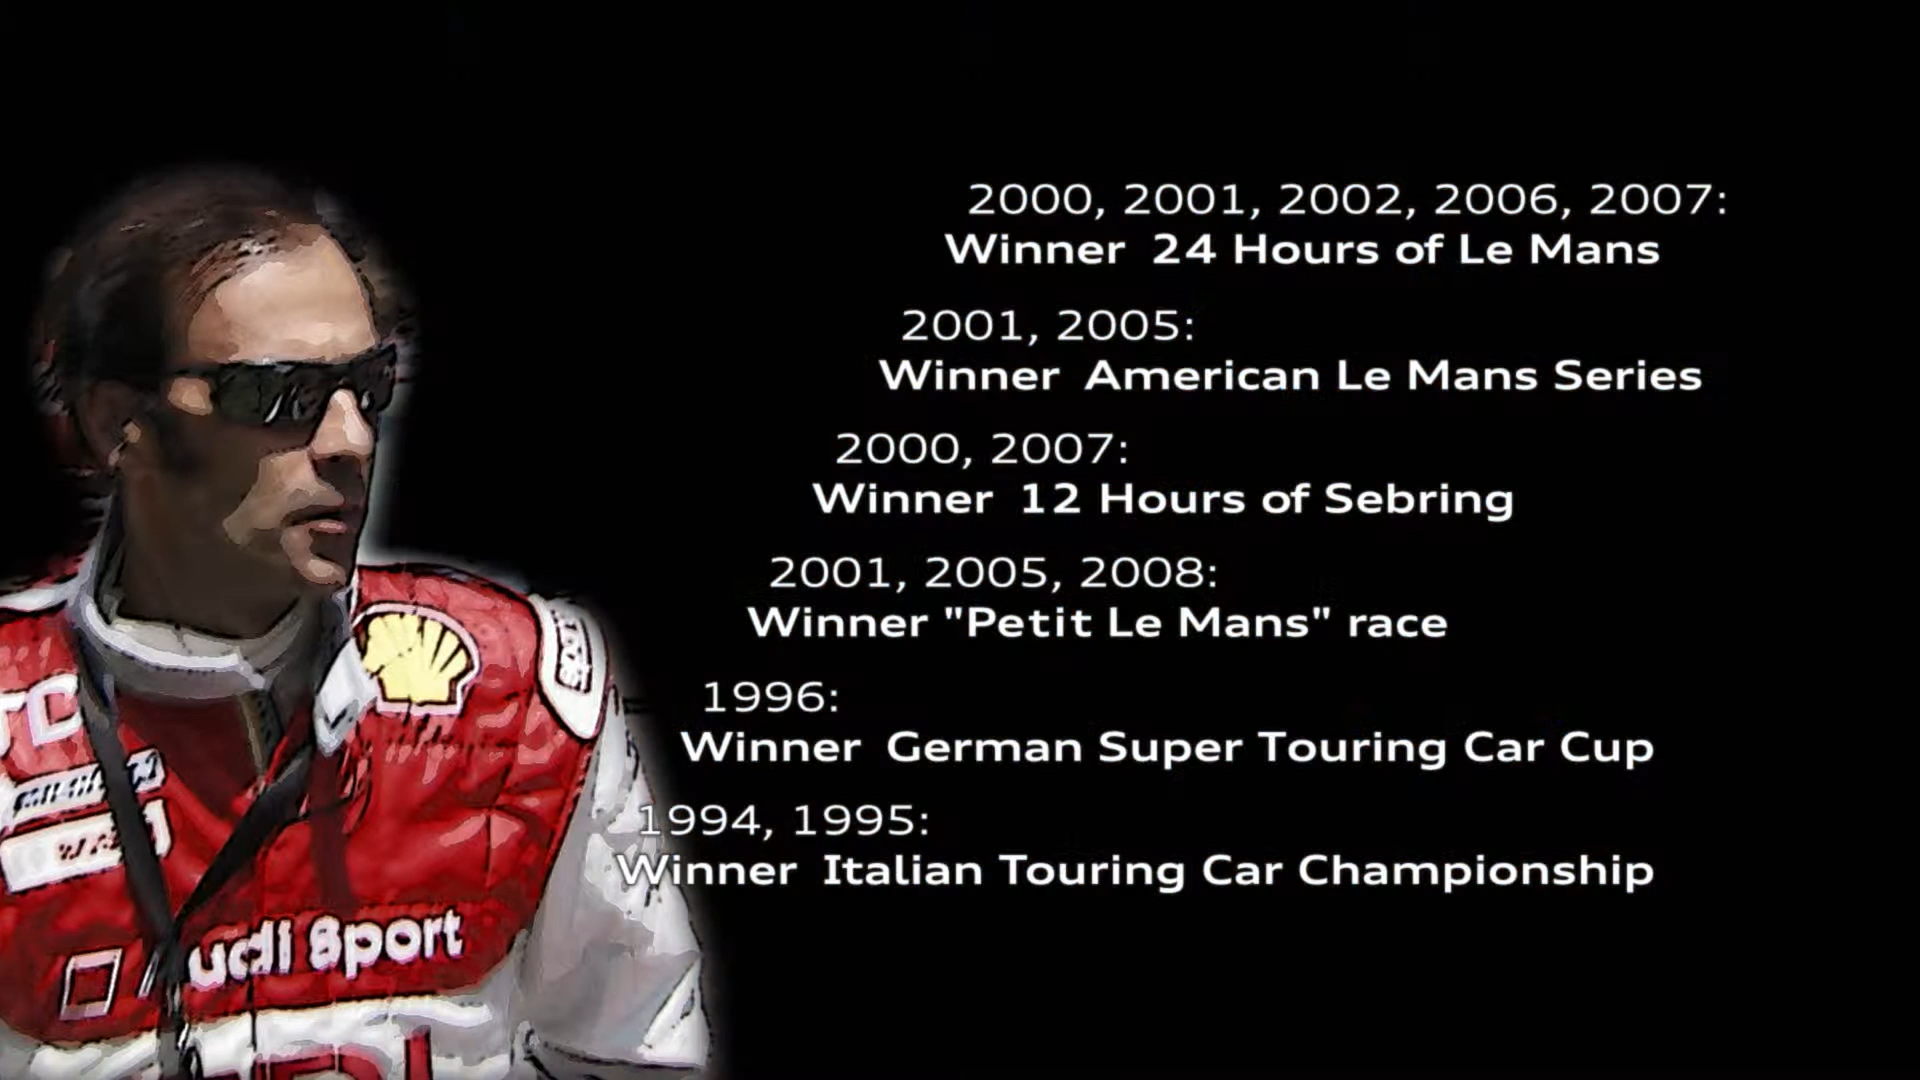 2000, 2001, 2002, 2006, 2007:
Winner 24 Hours of Le Mans
2001, 2005:
Winner American Le Mans Series
2000, 2007:
Winner 12 Hours of Sebring
2001, 2005, 2008:
Winner "Petit Le Mans" race
1996:
Winner German Super Touring Car Cup
1994, 1995:
Winner Italian Touring Car Championship
Audi Sport